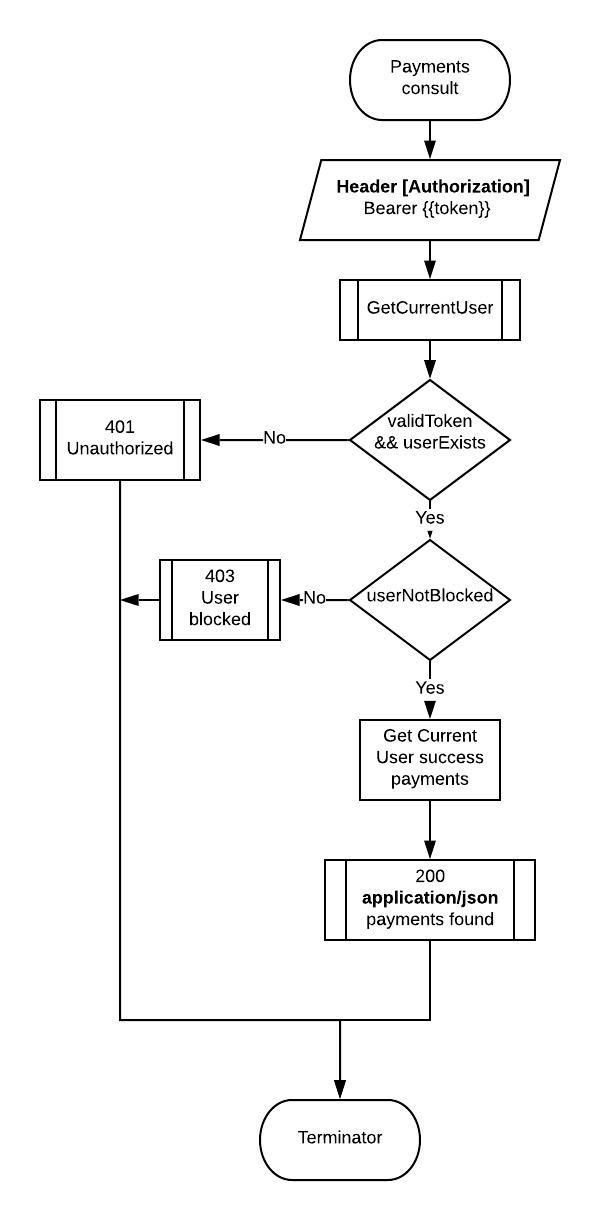 Payments
consult
Header [Authorization]
Bearer {{token}}
GetCurrentUser
validToken
&& userExists
No
401
Unauthorized
Yes
userNotBlocked
No
403
User
blocked
Yes
Get Current
User success
payments
200
application/json
payments found
Terminator